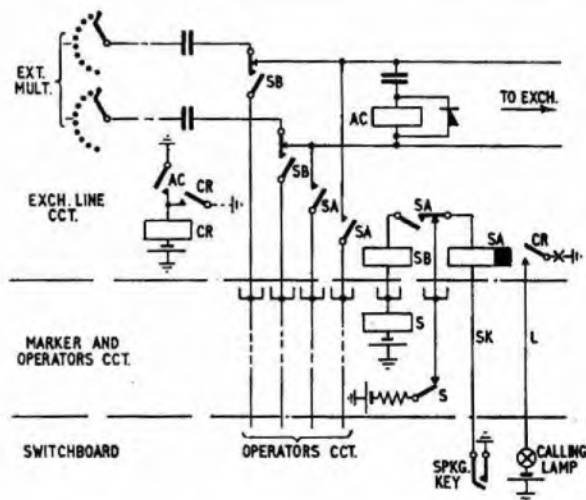 EXT.
MULT.
SB
AC
TO EXCH.
SB
EXCH. LINE
CCT.
AC
CR
SA
SA
CR
SA
SB
SA
CR
MARKER AND
OPERATORS CCT.
S
SK
L
S
SWITCHBOARD
OPERATORS CCT.
SPKG.
KEY
CALLING
LAMP